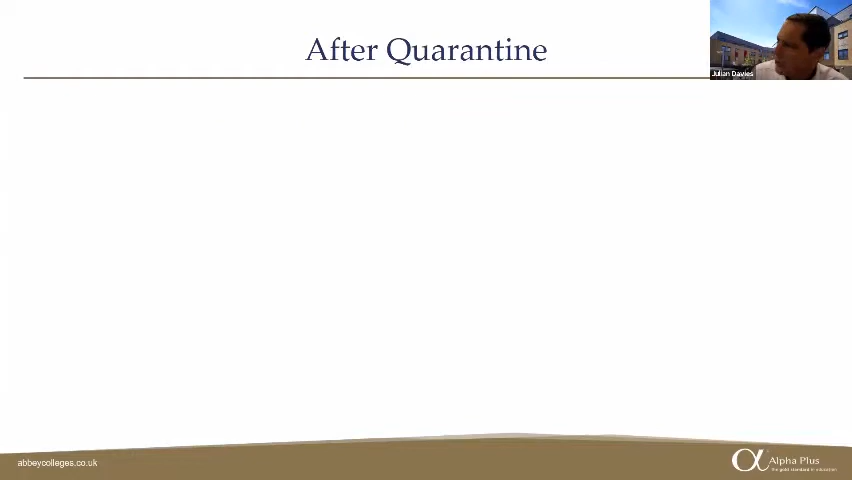 After Quarantine
Julian Davies
abbeycolleges.co.uk
Alpha Plus
the gold standard in education